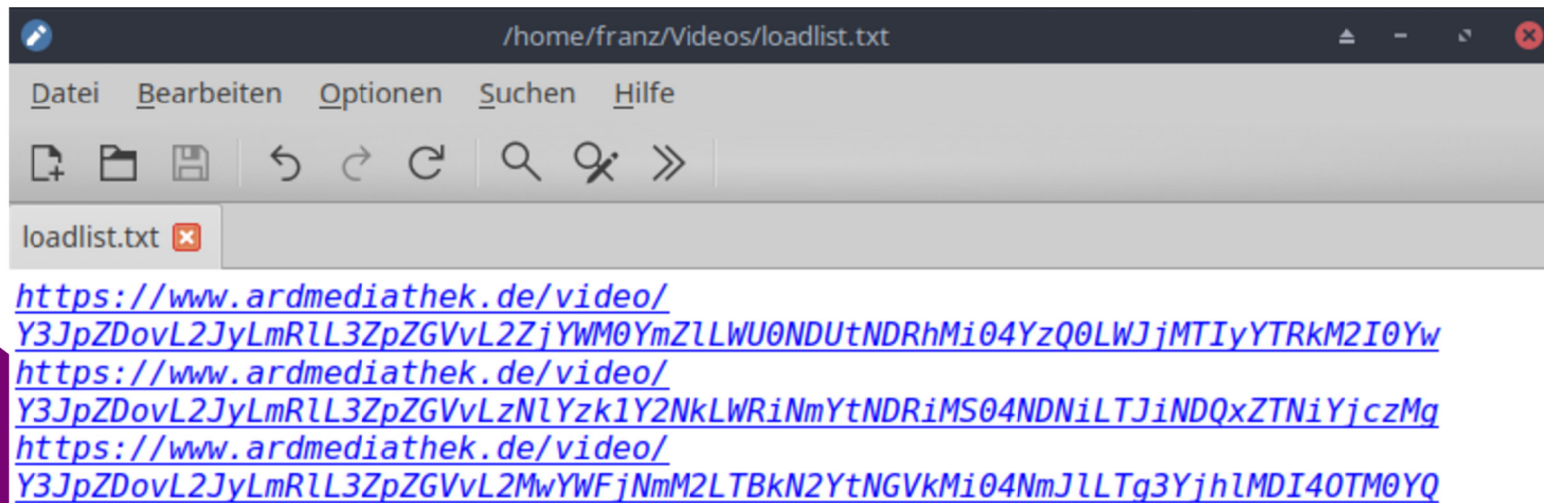 /home/franz/Videos/loadlist.txt
Datei Bearbeiten Optionen Suchen Hilfe
loadlist.txt
https://www.ardmediathek.de/video/
Y3JpZDovL2JyLmRlL3ZpZGVvL2ZjYWM0YmZlLWU0NDUtNDRhMi04YzQ0LWJjMTIyYTRkM2I0Yw
https://www.ardmediathek.de/video/
Y3JpZDovL2JyLmRlL3ZpZGVvLzNlYzk1Y2NkLWRiNmYtNDRiMS04NDNiLTJiNDQxZTNiYjczMg
https://www.ardmediathek.de/video/
Y3JpZDovL2JyLmRlL3ZpZGVvL2MwYWFjNmM2LTBkN2YtNGVkMi04NmJlLTg3YjhlMDI4OTM0YQ